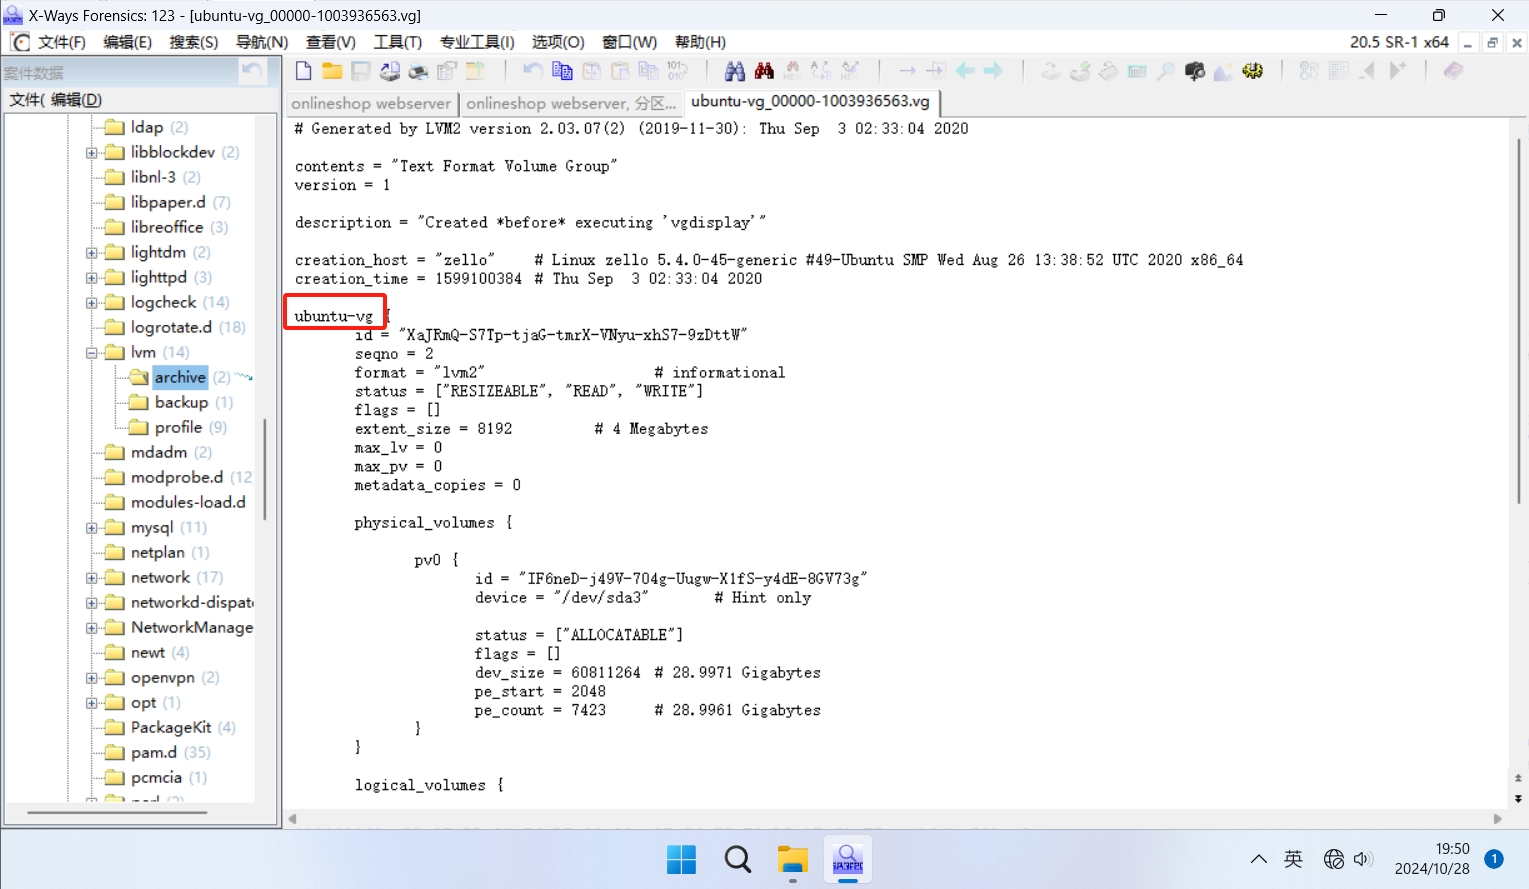 X-Ways Forensics: 123 - [ubuntu-vg_00000-1003936563.vg]
文件(F) 编辑(E) 搜索(S) 导航(N) 查看(V) 工具(T) 专业工具(I) 选项(O) 窗口(W) 帮助(H) 20.5 SR-1 x64
案件数据
文件( 编辑(D)
onlineshop webserver onlineshop webserver, 分区... ubuntu-vg_00000-1003936563.vg
ldap (2)
libblockdev (2)
libnl-3 (2)
libpaper.d (7)
libreoffice (3)
lightdm (2)
lighttpd (3)
logcheck (14)
logrotate.d (18)
lvm (14)
archive (2)
backup (1)
profile (9)
mdadm (2)
modprobe.d (12
modules-load.d
mysql (11)
netplan (1)
network (17)
networkd-dispat
NetworkManage
newt (4)
openvpn (2)
opt (1)
PackageKit (4)
pam.d (35)
pcmcia (1)
# Generated by LVM2 version 2.03.07(2) (2019-11-30): Thu Sep  3 02:33:04 2020
contents = "Text Format Volume Group"
version = 1
description = "Created *before* executing 'vgdisplay'"
creation_host = "zello" # Linux zello 5.4.0-45-generic #49-Ubuntu SMP Wed Aug 26 13:38:52 UTC 2020 x86_64
creation_time = 1599100384 # Thu Sep  3 02:33:04 2020
ubuntu-vg {
id = "XaJRmQ-S7Tp-tjaG-tmrX-VNyu-xhS7-9zDttW"
seqno = 2
format = "lvm2" # informational
status = ["RESIZEABLE", "READ", "WRITE"]
flags = []
extent_size = 8192 # 4 Megabytes
max_lv = 0
max_pv = 0
metadata_copies = 0
physical_volumes {
pv0 {
id = "IF6neD-j49V-704g-Uugw-X1fS-y4dE-8GV73g"
device = "/dev/sda3" # Hint only
status = ["ALLOCATABLE"]
flags = []
dev_size = 60811264 # 28.9971 Gigabytes
pe_start = 2048
pe_count = 7423 # 28.9961 Gigabytes
}
}
logical_volumes {
英
19:50
2024/10/28
1